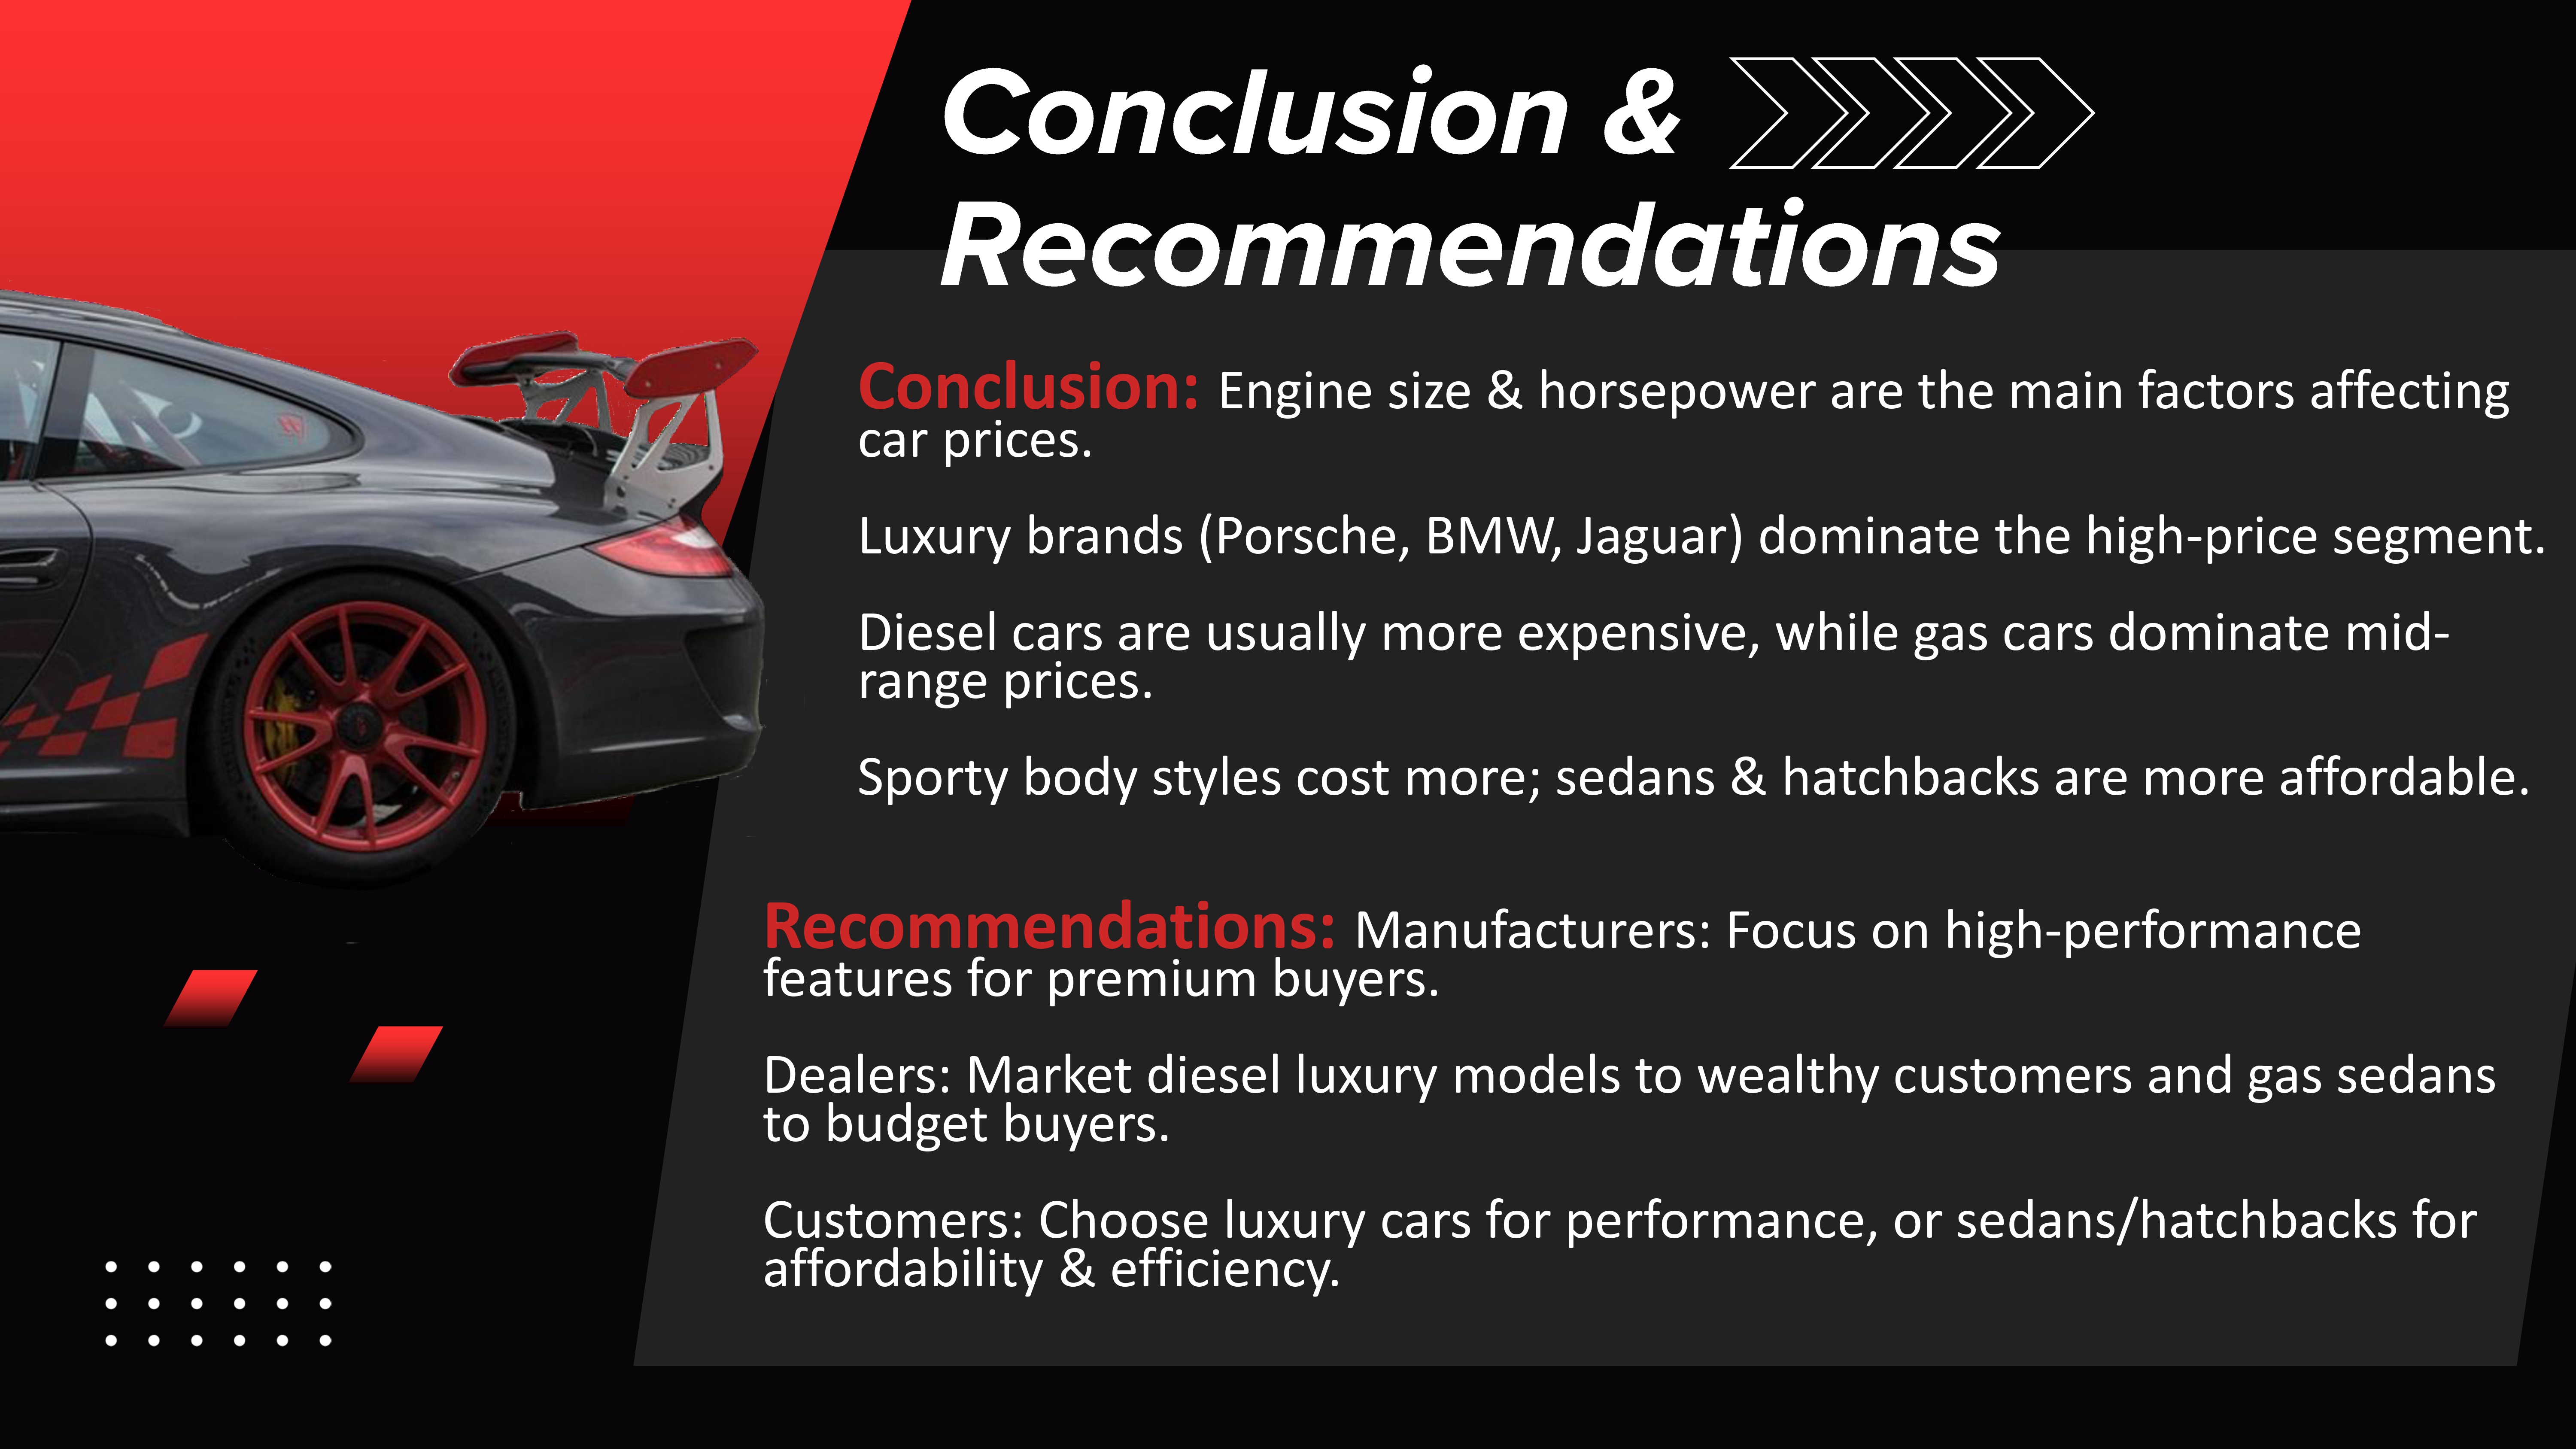 Conclusion &
Recommendations
Conclusion: Engine size & horsepower are the main factors affecting
car prices.
Luxury brands (Porsche, BMW, Jaguar) dominate the high-price segment.
Diesel cars are usually more expensive, while gas cars dominate mid-
range prices.
Sporty body styles cost more; sedans & hatchbacks are more affordable.
Recommendations: Manufacturers: Focus on high-performance
features for premium buyers.
Dealers: Market diesel luxury models to wealthy customers and gas sedans
to budget buyers.
Customers: Choose luxury cars for performance, or sedans/hatchbacks for
affordability & efficiency.